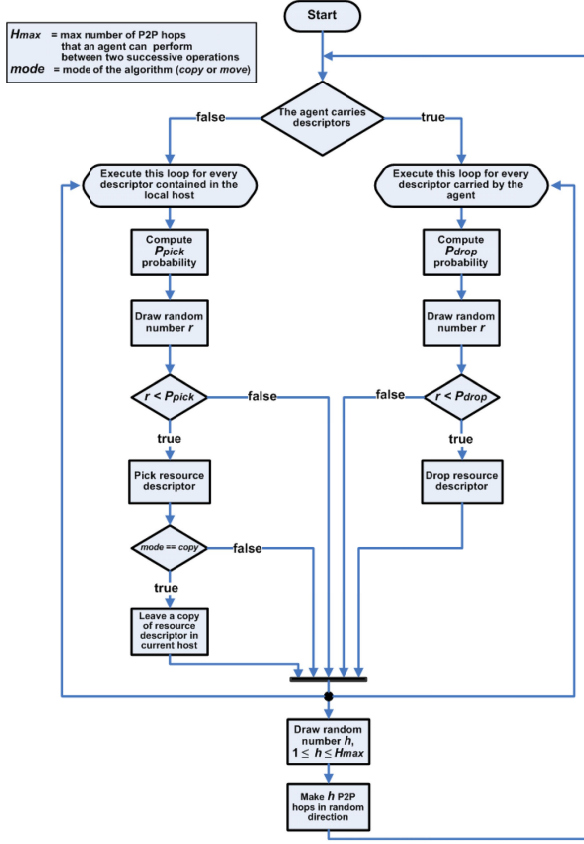 Start
Hmax = max number of P2P hops
that an agent can perform
between two successive operations
mode = mode of the algorithm (copy or move)
The agent carries
descriptors
false
true
Execute this loop for every
descriptor contained in the
local host
Execute this loop for every
descriptor carried by the
agent
Compute
Ppick
probability
Compute
Pdrop
probability
Draw random
number r
Draw random
number r
r < Ppick
false
false
r < Pdrop
true
true
Pick resource
descriptor
Drop resource
descriptor
mode == copy
false
true
Leave a copy
of resource
descriptor in
current host
Draw random
number h,
1 ≤ h ≤ Hmax
Make h P2P
hops in random
direction